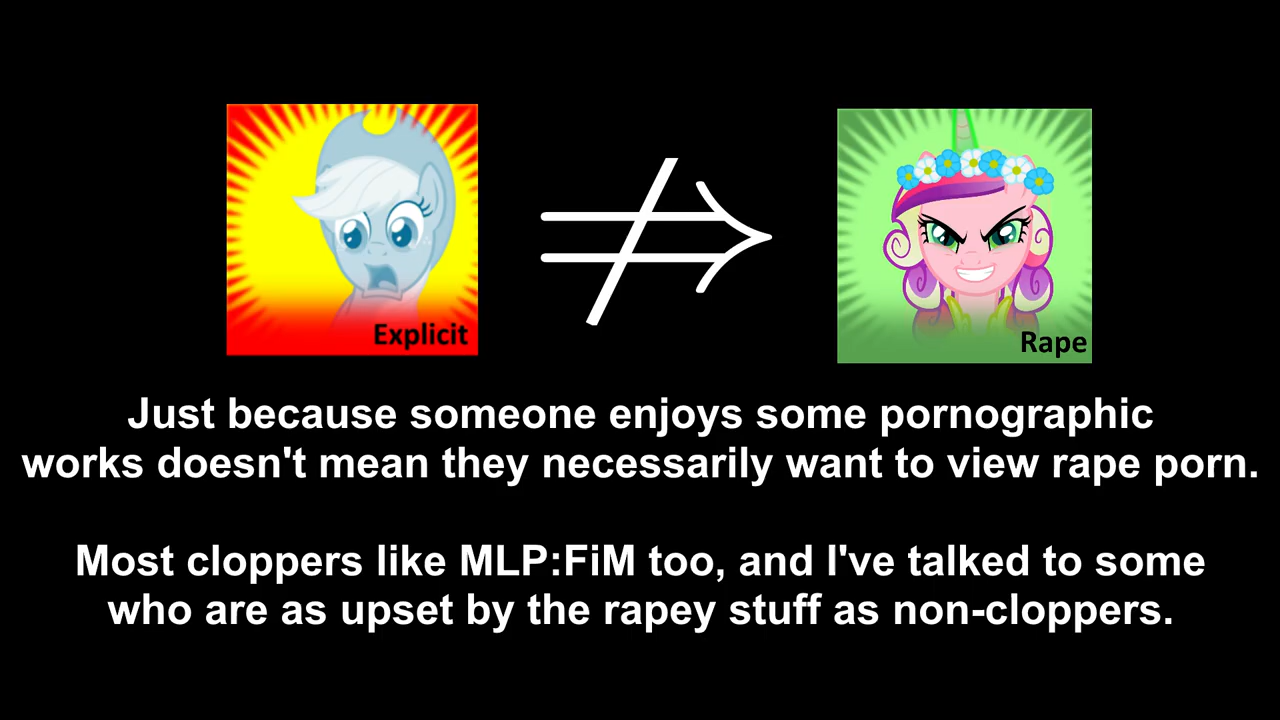 Explicit
Rape
Just because someone enjoys some pornographic
works doesn't mean they necessarily want to view rape porn.
Most cloppers like MLP:FiM too, and I've talked to some
who are as upset by the rapey stuff as non-cloppers.